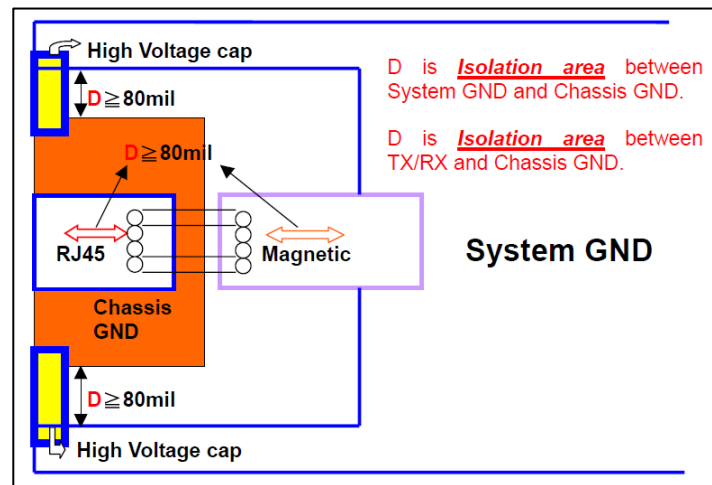 High Voltage cap
D≧80mil
D is Isolation area between
System GND and Chassis GND.
D is Isolation area between
TX/RX and Chassis GND.
D≧80mil
RJ45
Magnetic
System GND
Chassis
GND
D≧80mil
High Voltage cap